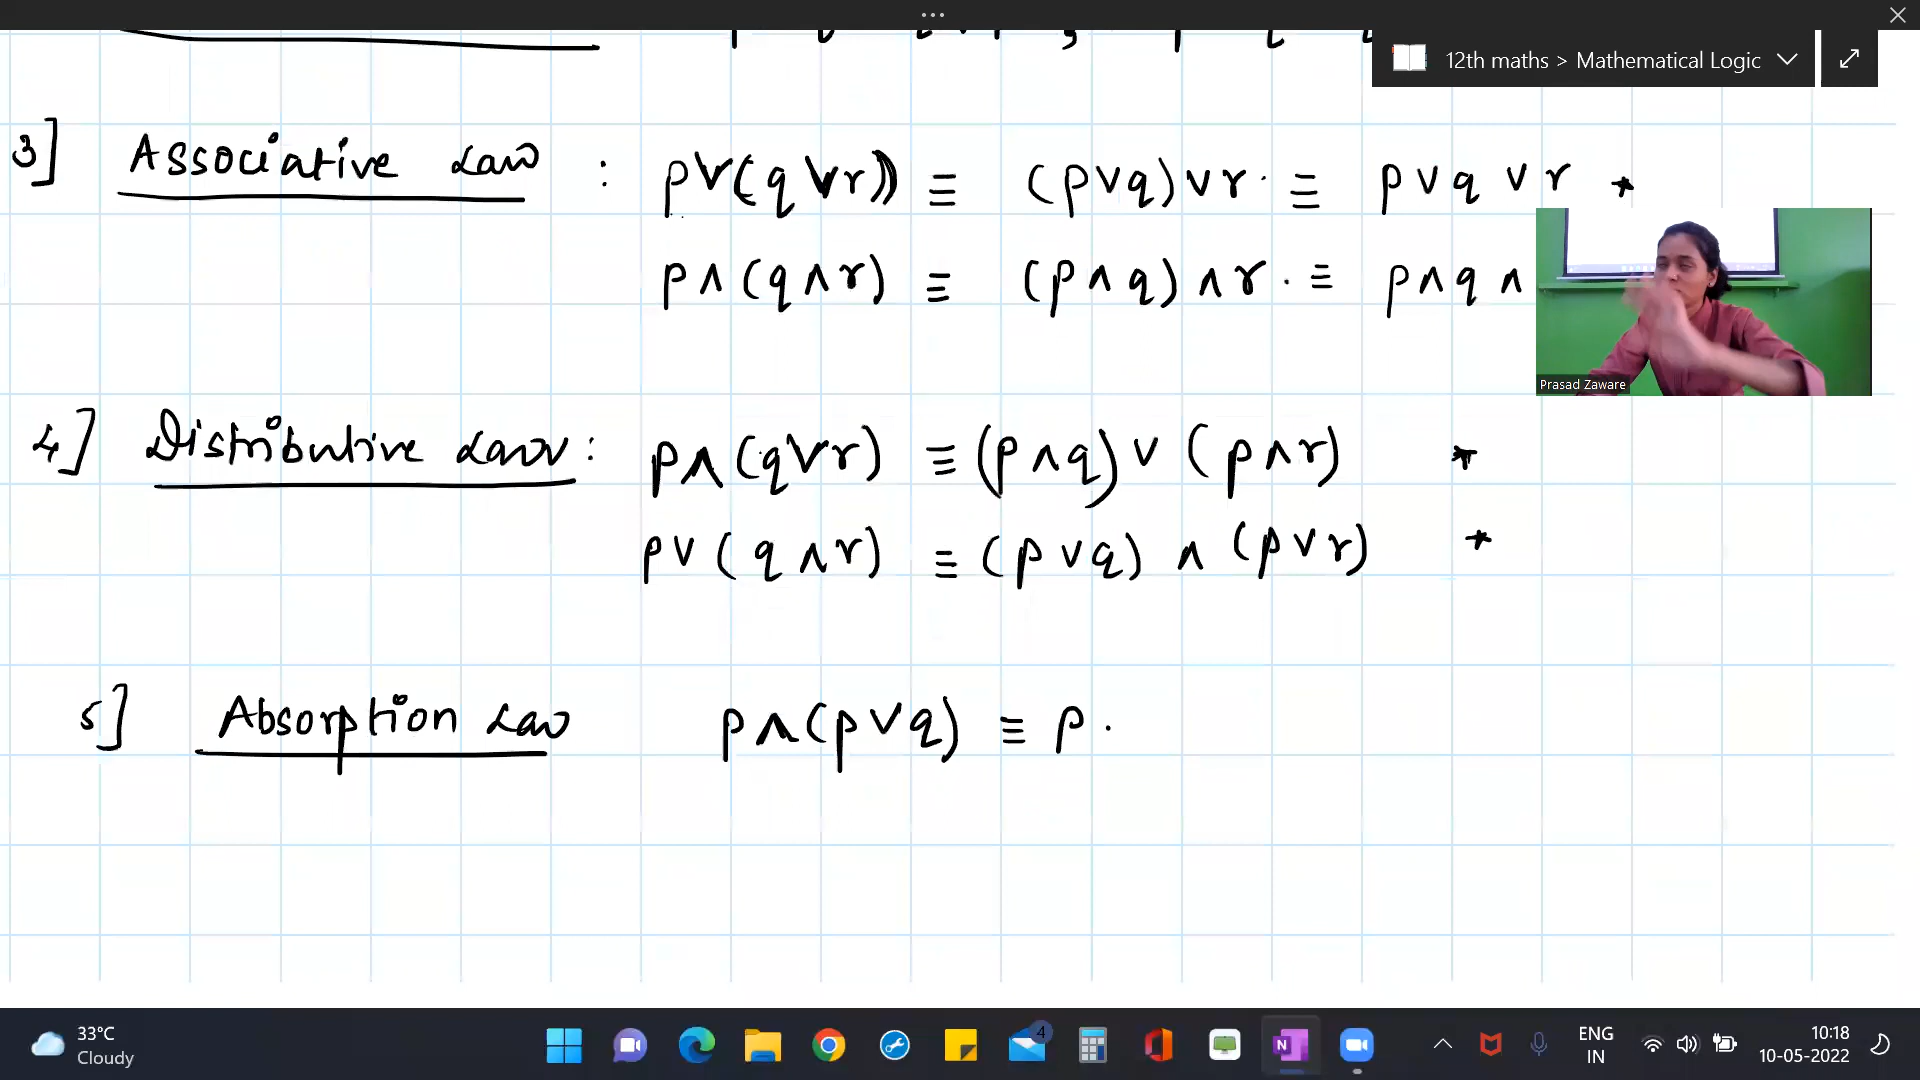 12th maths > Mathematical Logic
3] Associative Law : p∨(q∨r) ≡ (p∨q)∨r. ≡ p∨q∨r *
p∧(q∧r) ≡ (p∧q)∧r. ≡ p∧q∧
Prasad Zaware
4] Distributive Law : p∧(q∨r) ≡ (p∧q)∨(p∧r) *
p∨(q∧r) ≡ (p∨q)∧(p∨r) *
5] Absorption Law p∧(p∨q) ≡ p.
33°C
Cloudy
4
N
ENG
IN
10:18
10-05-2022